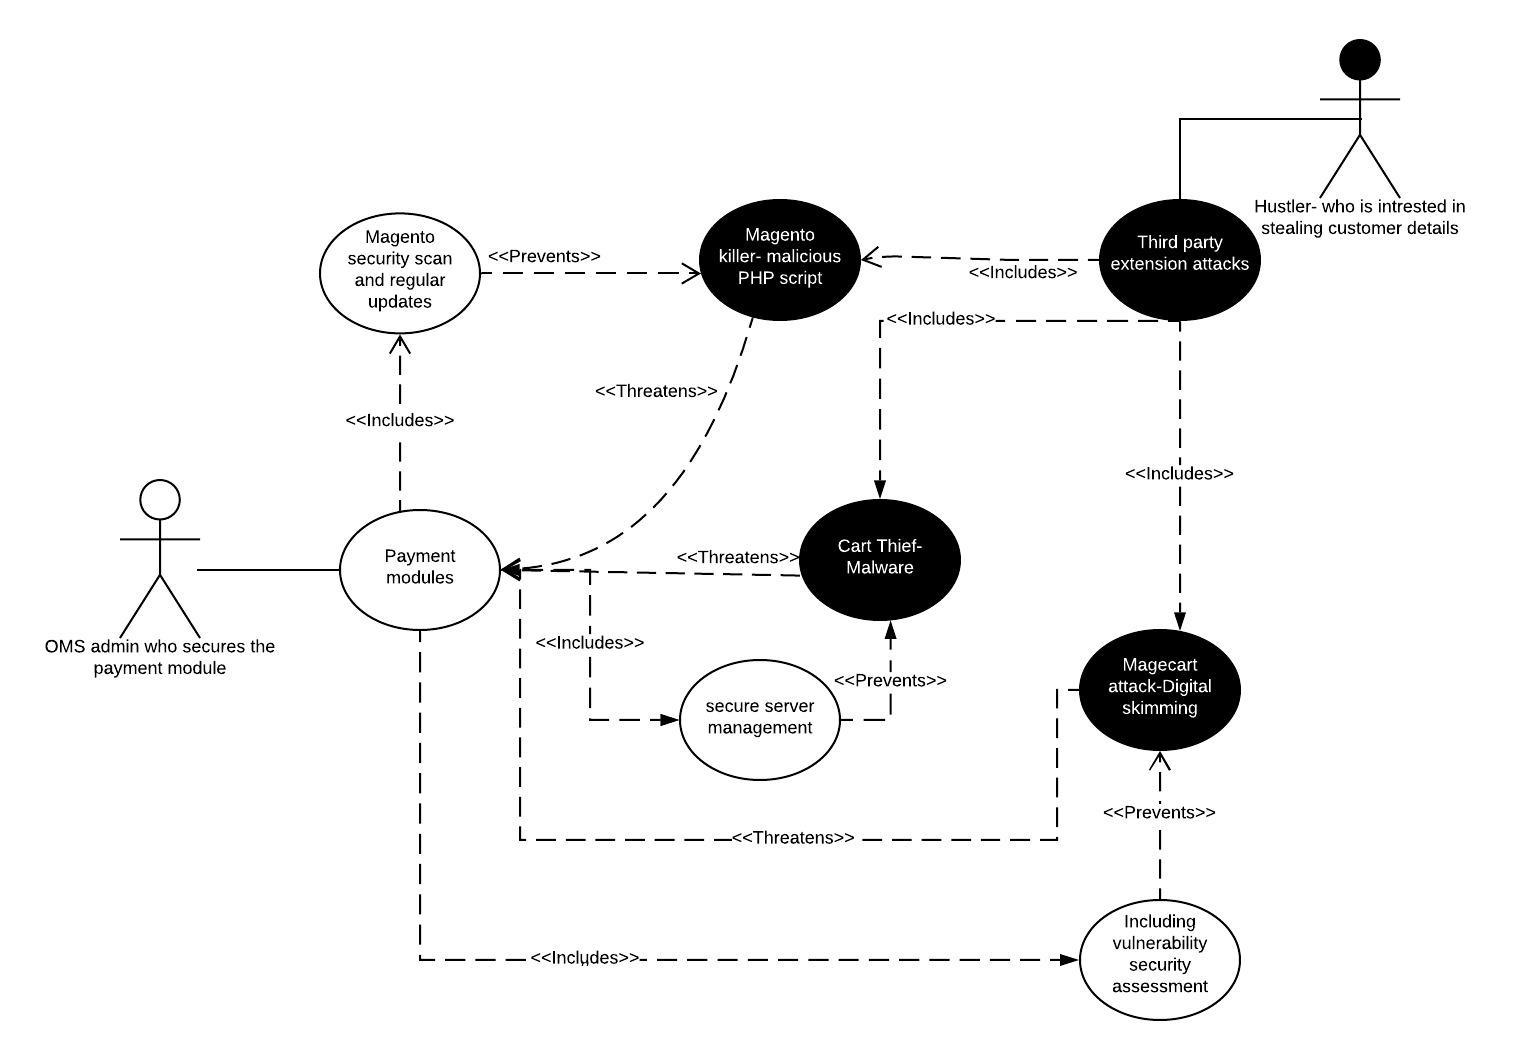 Hustler- who is intrested in
stealing customer details
Magento
security scan
and regular
updates
<<Prevents>>
Magento
killer- malicious
PHP script
<<Includes>>
Third party
extension attacks
<<Includes>>
<<Threatens>>
<<Includes>>
<<Includes>>
OMS admin who secures the
payment module
Payment
modules
<<Threatens>>
Cart Thief-
Malware
<<Includes>>
secure server
management
<<Prevents>>
Magecart
attack-Digital
skimming
<<Threatens>>
<<Prevents>>
<<Includes>>
Including
vulnerability
security
assessment